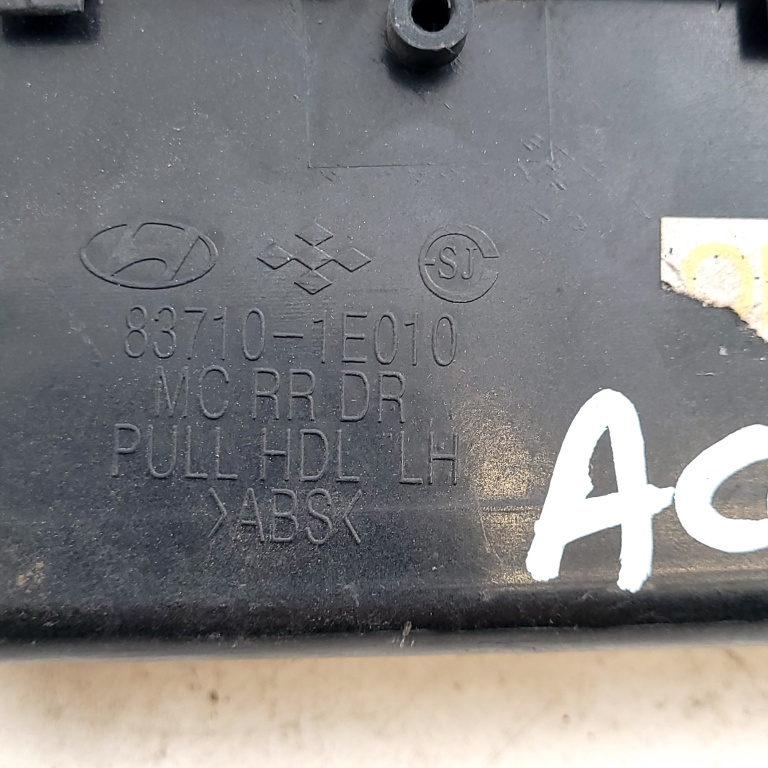 SJ
83710-1E010
MC RR DR
PULL HDL LH
>ABS<
AC